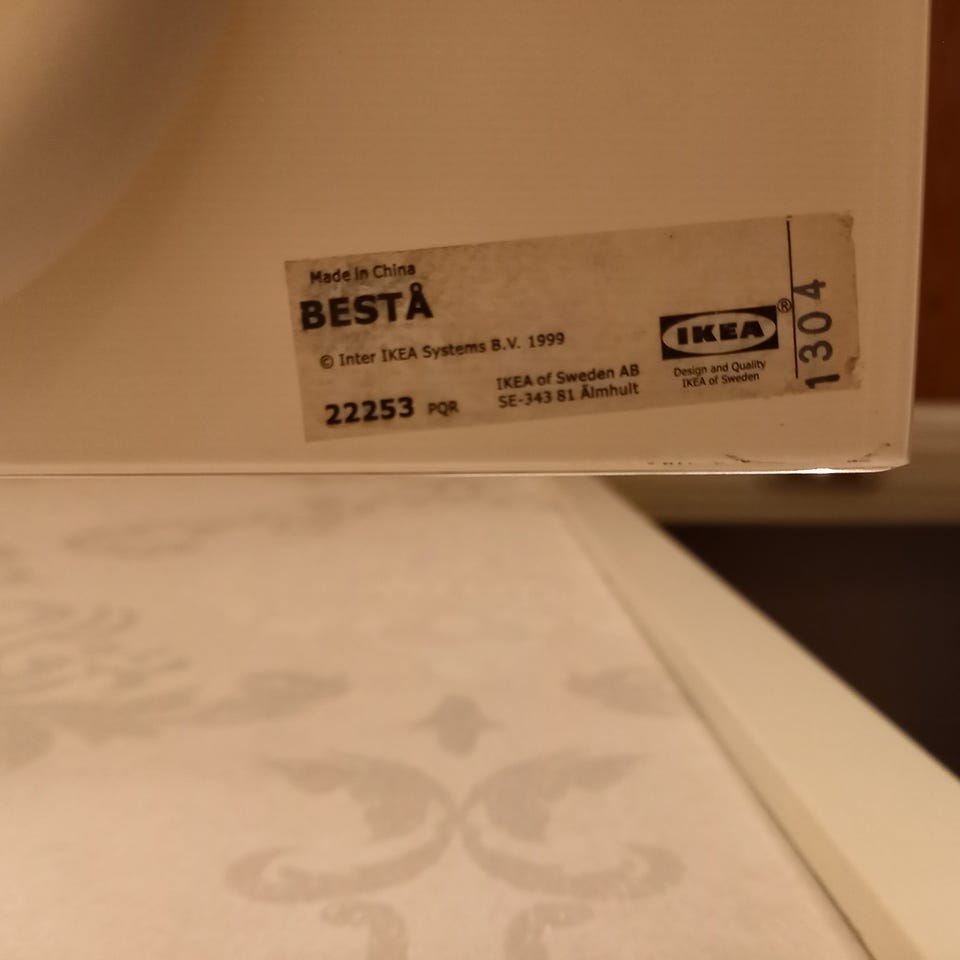 Made in China
BESTÅ
© Inter IKEA Systems B.V. 1999
22253 PQR
IKEA of Sweden AB
SE-343 81 Älmhult
IKEA®
Design and Quality
IKEA of Sweden
1304